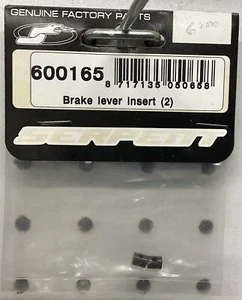 GENUINE FACTORY PARTS
600165
8 717135 050658
Brake lever insert (2)
SERPENT